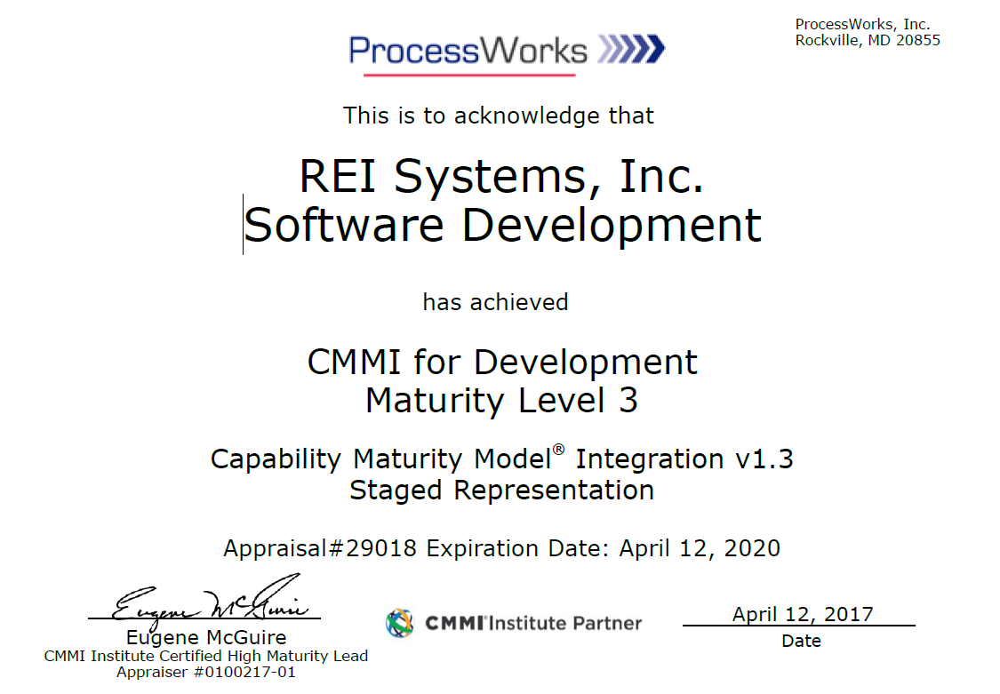 ProcessWorks, Inc.
Rockville, MD 20855
ProcessWorks
This is to acknowledge that
REI Systems, Inc.
Software Development
has achieved
CMMI for Development
Maturity Level 3
Capability Maturity Model® Integration v1.3
Staged Representation
Appraisal#29018 Expiration Date: April 12, 2020
Eugene McGuire
Eugene McGuire
CMMI Institute Certified High Maturity Lead
Appraiser #0100217-01
CMMI® Institute Partner
April 12, 2017
Date